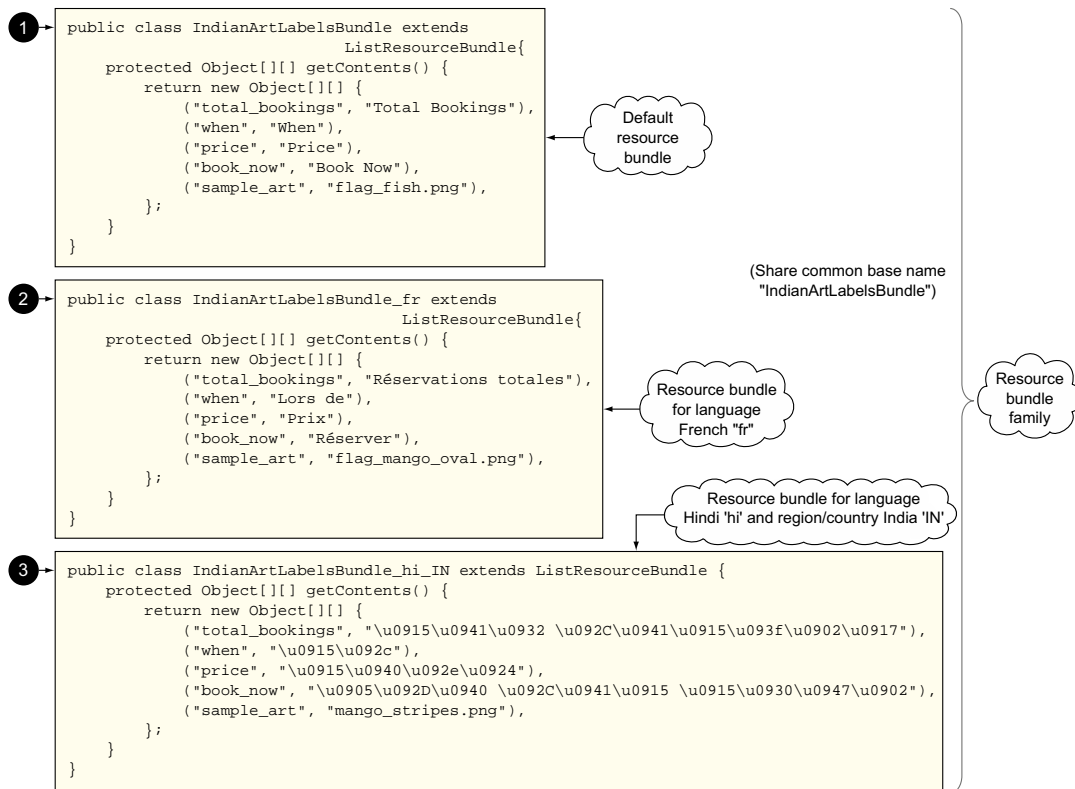 1
public class IndianArtLabelsBundle extends
ListResourceBundle{
protected Object[][] getContents() {
return new Object[][] {
("total_bookings", "Total Bookings"),
("when", "When"),
("price", "Price"),
("book_now", "Book Now"),
("sample_art", "flag_fish.png"),
};
}
}
Default
resource
bundle
(Share common base name
"IndianArtLabelsBundle")
2
public class IndianArtLabelsBundle_fr extends
ListResourceBundle{
protected Object[][] getContents() {
return new Object[][] {
("total_bookings", "Réservations totales"),
("when", "Lors de"),
("price", "Prix"),
("book_now", "Réserver"),
("sample_art", "flag_mango_oval.png"),
};
}
}
Resource bundle
for language
French "fr"
Resource
bundle
family
Resource bundle for language
Hindi 'hi' and region/country India 'IN'
3
public class IndianArtLabelsBundle_hi_IN extends ListResourceBundle {
protected Object[][] getContents() {
return new Object[][] {
("total_bookings", "\u0915\u0941\u0932 \u092C\u0941\u0915\u093f\u0902\u0917"),
("when", "\u0915\u092c"),
("price", "\u0915\u0940\u092e\u0924"),
("book_now", "\u0905\u092D\u0940 \u092C\u0941\u0915 \u0915\u0930\u0947\u0902"),
("sample_art", "mango_stripes.png"),
};
}
}